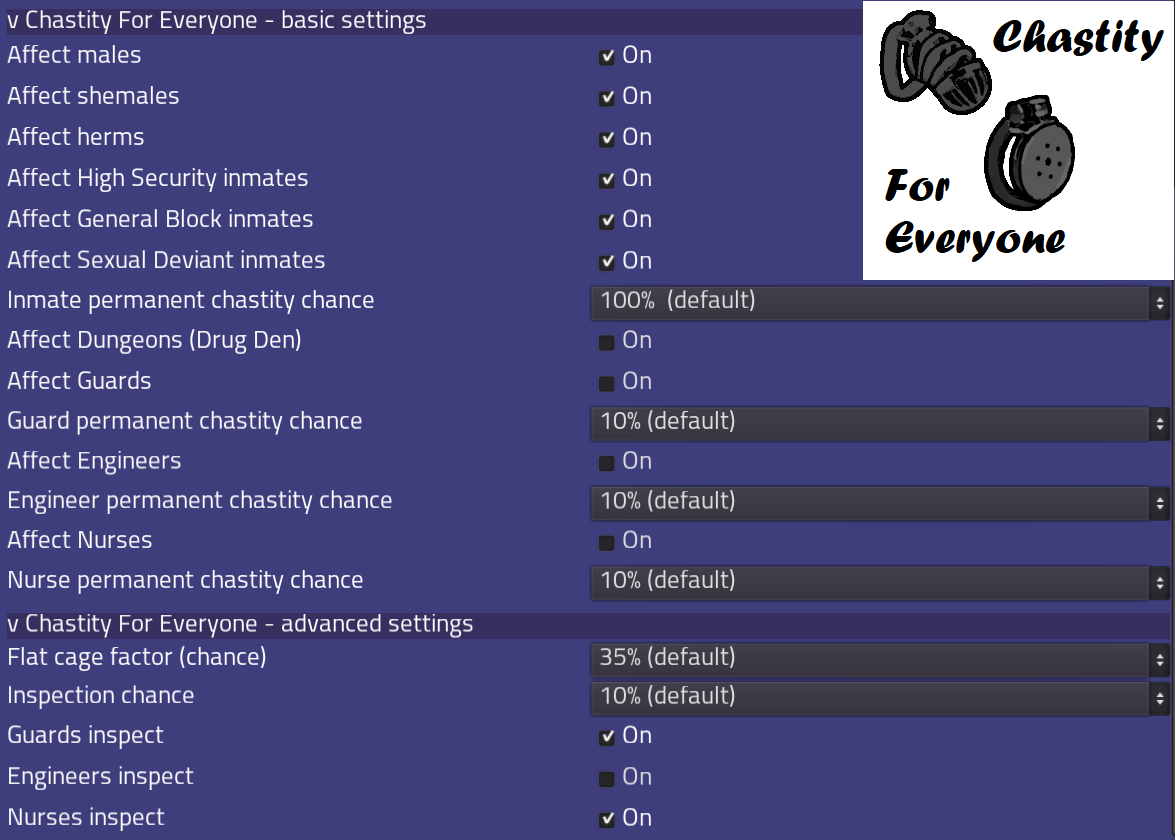 v Chastity For Everyone - basic settings
Affect males On
Affect shemales On
Affect herms On
Affect High Security inmates On
Affect General Block inmates On
Affect Sexual Deviant inmates On
Chastity
For
Everyone
Inmate permanent chastity chance 100% (default)
Affect Dungeons (Drug Den) On
Affect Guards On
Guard permanent chastity chance 10% (default)
Affect Engineers On
Engineer permanent chastity chance 10% (default)
Affect Nurses On
Nurse permanent chastity chance 10% (default)
v Chastity For Everyone - advanced settings
Flat cage factor (chance) 35% (default)
Inspection chance 10% (default)
Guards inspect On
Engineers inspect On
Nurses inspect On